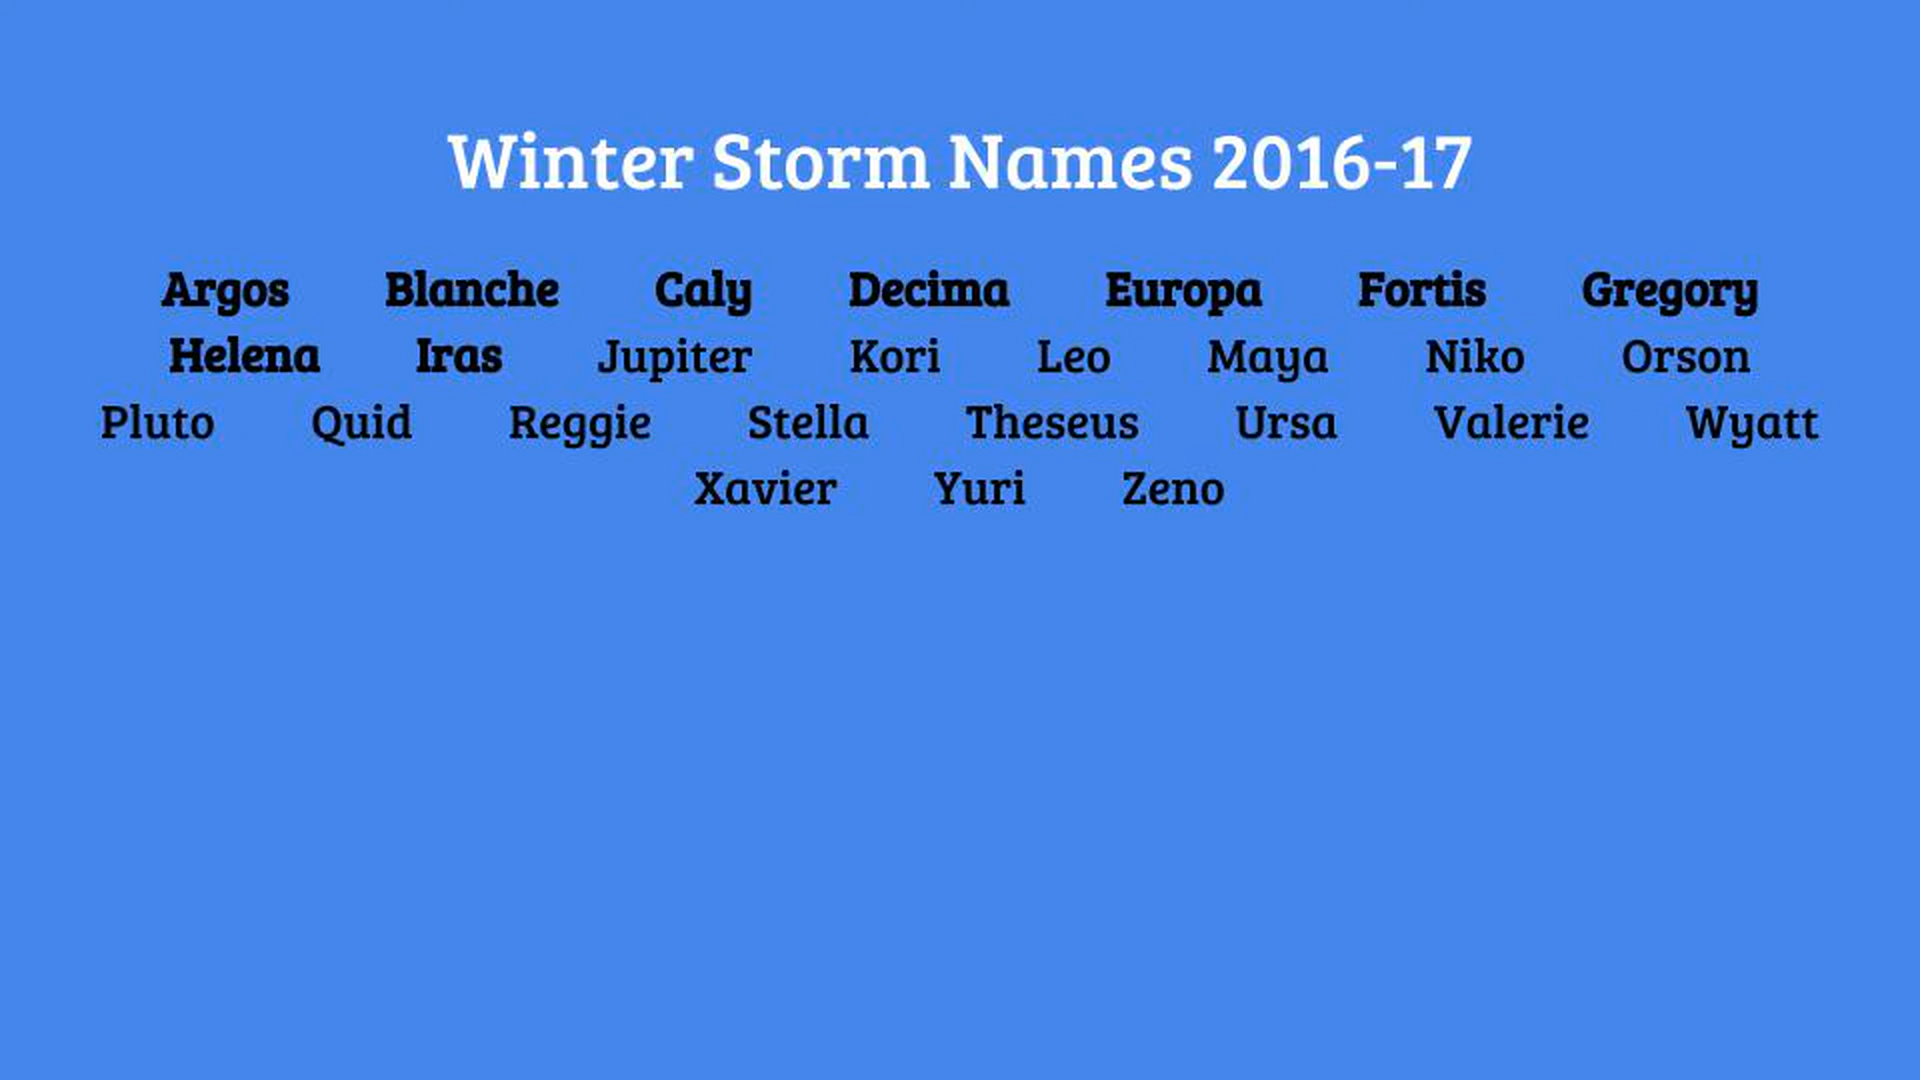 Winter Storm Names 2016-17
Argos Blanche Caly Decima Europa Fortis Gregory
Helena Iras Jupiter Kori Leo Maya Niko Orson
Pluto Quid Reggie Stella Theseus Ursa Valerie Wyatt
Xavier Yuri Zeno